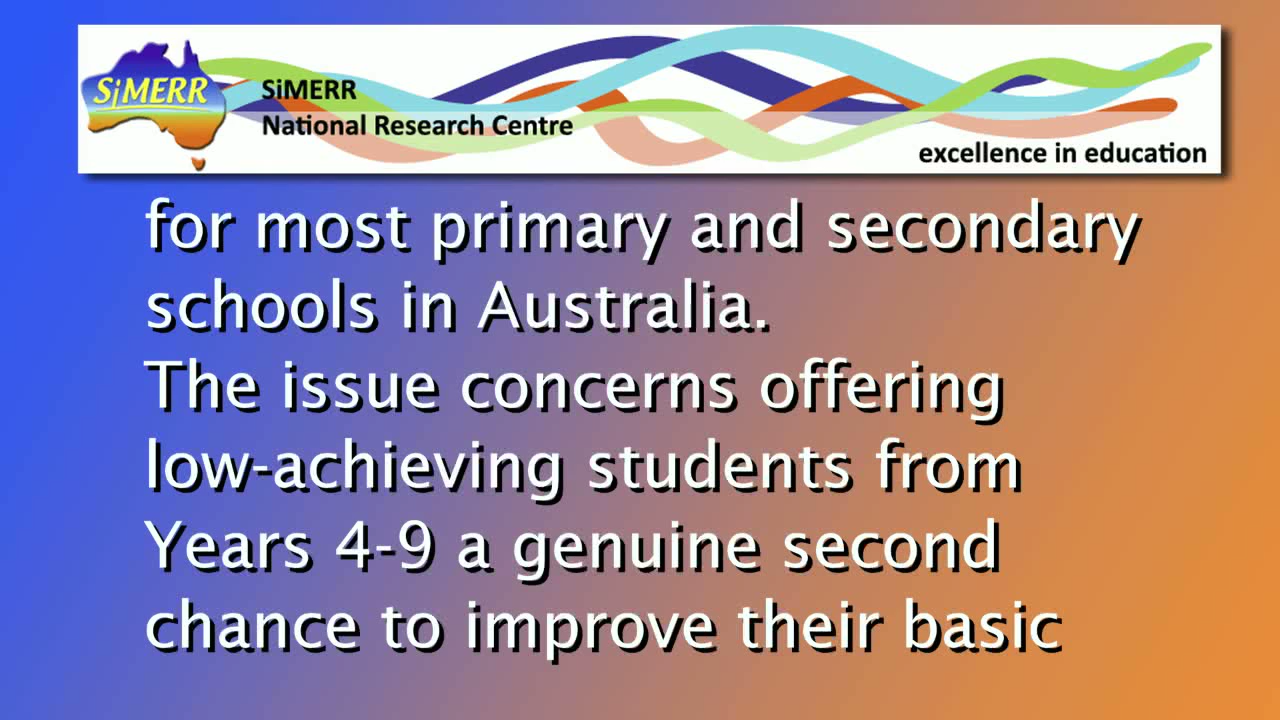 SiMERR
SiMERR
National Research Centre
excellence in education
for most primary and secondary
schools in Australia.
The issue concerns offering
low-achieving students from
Years 4-9 a genuine second
chance to improve their basic